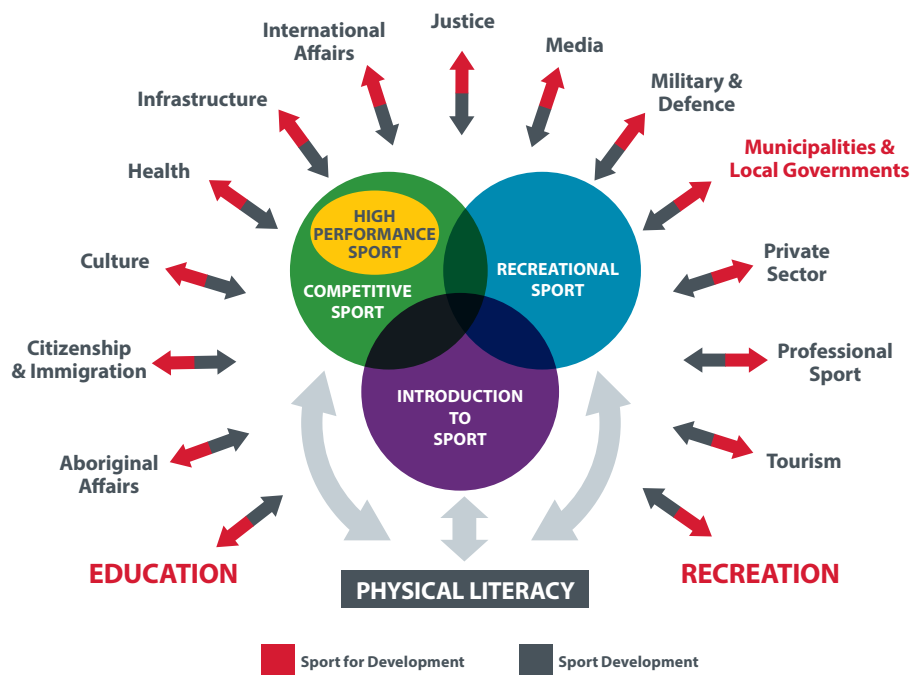 Justice
International
Affairs
Media
Military &
Defence
Infrastructure
Municipalities &
Local Governments
Health
HIGH
PERFORMANCE
SPORT
Culture
COMPETITIVE
SPORT
RECREATIONAL
SPORT
Private
Sector
Citizenship
& Immigration
Professional
Sport
INTRODUCTION
TO
SPORT
Aboriginal
Affairs
Tourism
EDUCATION
RECREATION
PHYSICAL LITERACY
Sport for Development
Sport Development